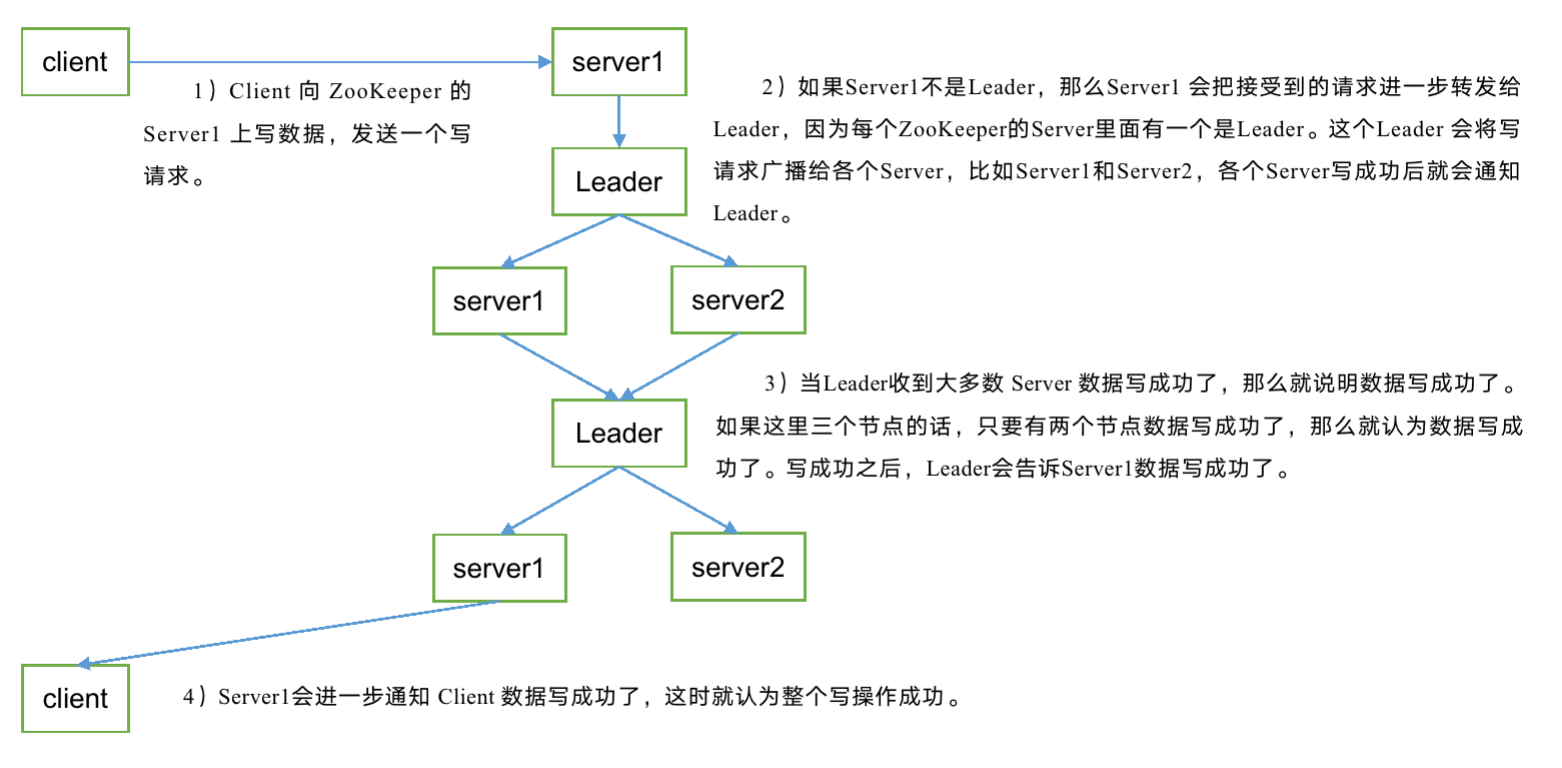 client
server1
1）Client 向 ZooKeeper 的
Server1 上写数据，发送一个写
请求。
2）如果Server1不是Leader，那么Server1 会把接受到的请求进一步转发给
Leader，因为每个ZooKeeper的Server里面有一个是Leader。这个Leader 会将写
请求广播给各个Server，比如Server1和Server2，各个Server写成功后就会通知
Leader。
Leader
server1
server2
3）当Leader收到大多数 Server 数据写成功了，那么就说明数据写成功了。
如果这里三个节点的话，只要有两个节点数据写成功了，那么就认为数据写成
功了。写成功之后，Leader会告诉Server1数据写成功了。
Leader
server1
server2
client
4）Server1会进一步通知 Client 数据写成功了，这时就认为整个写操作成功。